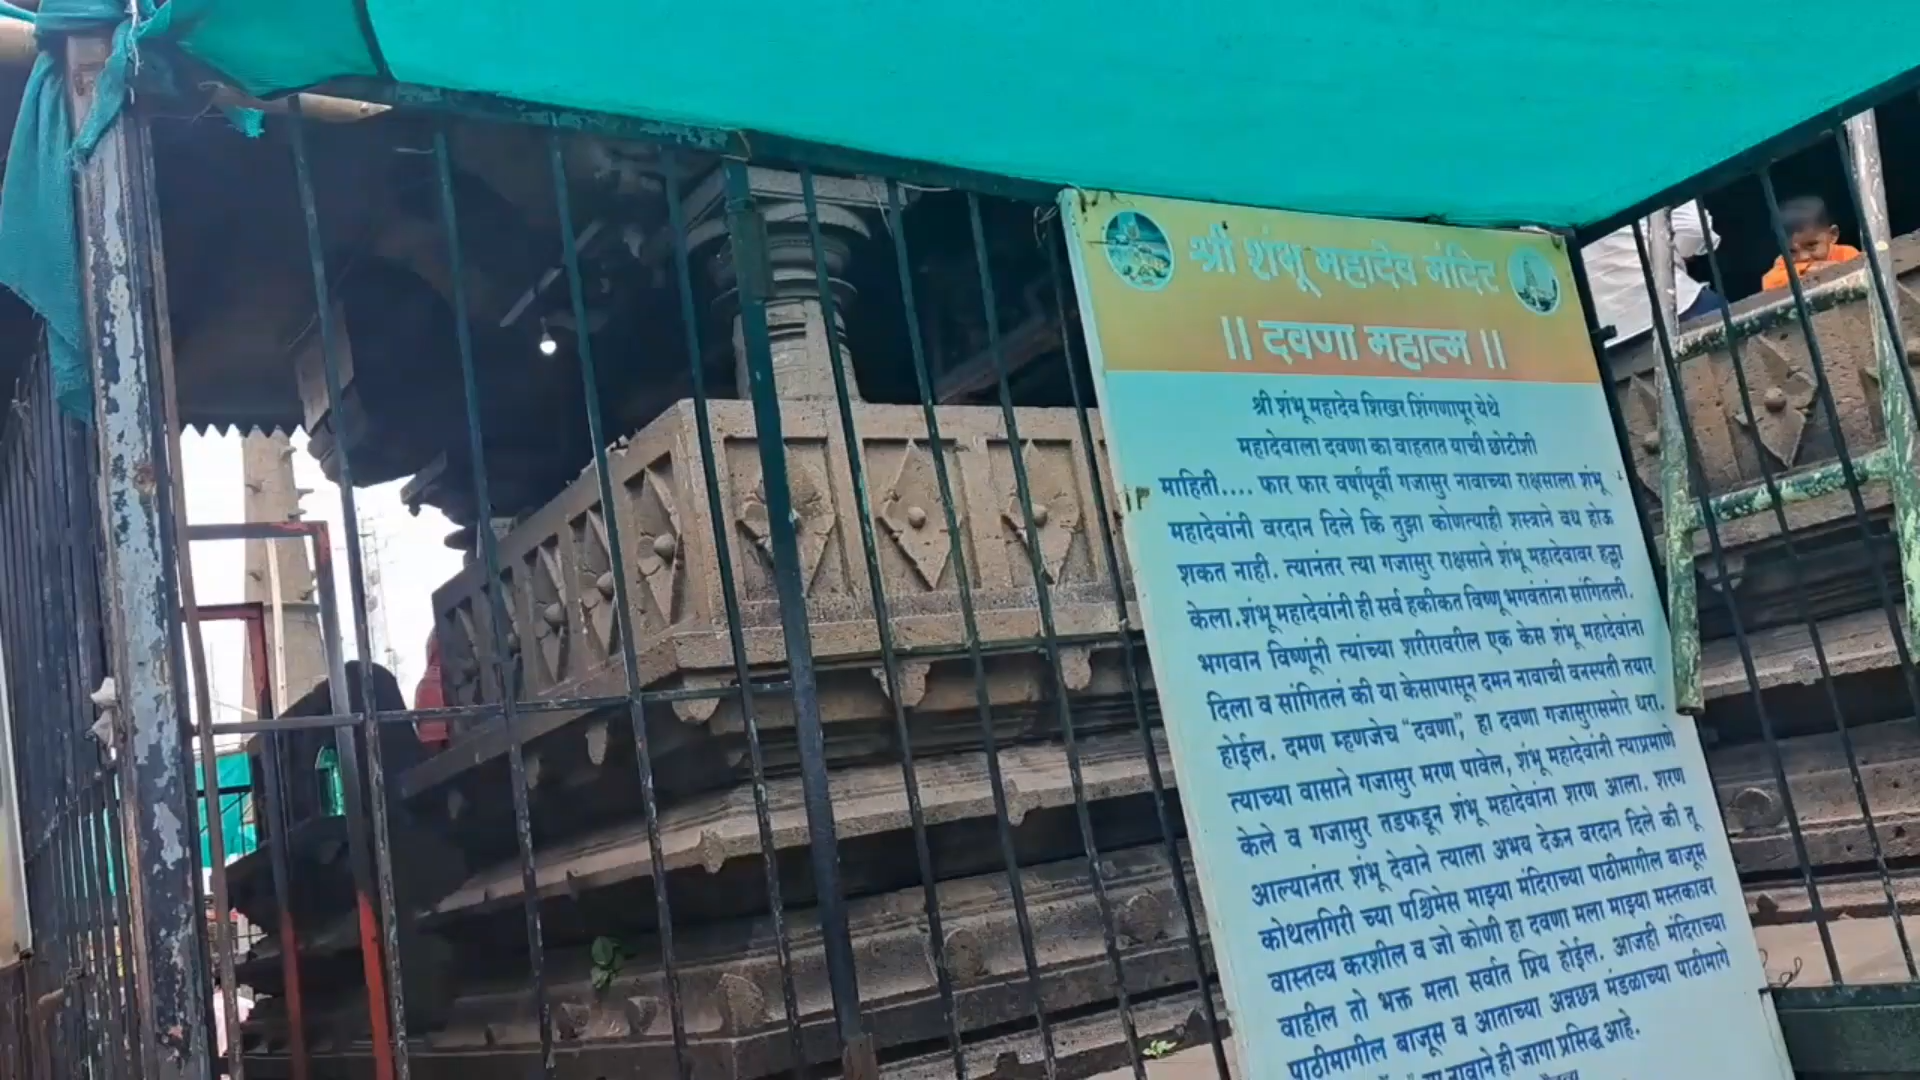 श्री शंभू महादेव मंदिर
|| दवणा महात्म ||
श्री शंभू महादेव शिखर शिंगणापूर येथे
महादेवाला दवणा का वाहतात याची छोटीशी
माहिती.... फार फार वर्षांपूर्वी गजासुर नावाच्या राक्षसाला शंभू
महादेवांनी वरदान दिले कि तुझा कोणत्याही शस्त्राने वध होऊ
शकत नाही. त्यानंतर त्या गजासुर राक्षसाने शंभू महादेवावर हल्ला
केला.शंभू महादेवांनी ही सर्व हकीकत विष्णू भगवंतांना सांगितली.
भगवान विष्णूंनी त्यांच्या शरीरावरील एक केस शंभू महादेवांना
दिला व सांगितलं की या केसापासून दमन नावाची वनस्पती तयार
होईल. दमण म्हणजेच “दवणा”, हा दवणा गजासुरासमोर धरा.
त्याच्या वासाने गजासुर मरण पावेल, शंभू महादेवांनी त्याप्रमाणे
केले व गजासुर तडफडून शंभू महादेवांना शरण आला. शरण
आल्यानंतर शंभू देवाने त्याला अभय देऊन वरदान दिले की तू
कोथलगिरी च्या पश्चिमेस माझ्या मंदिराच्या पाठीमागील बाजूस
वास्तव्य करशील व जो कोणी हा दवणा मला माझ्या मस्तकावर
वाहील तो भक्त मला सर्वात प्रिय होईल. आजही मंदिराच्या
पाठीमागील बाजूस व आताच्या अन्नछत्र मंडळाच्या पाठीमागे
या नावाने ही जागा प्रसिद्ध आहे.